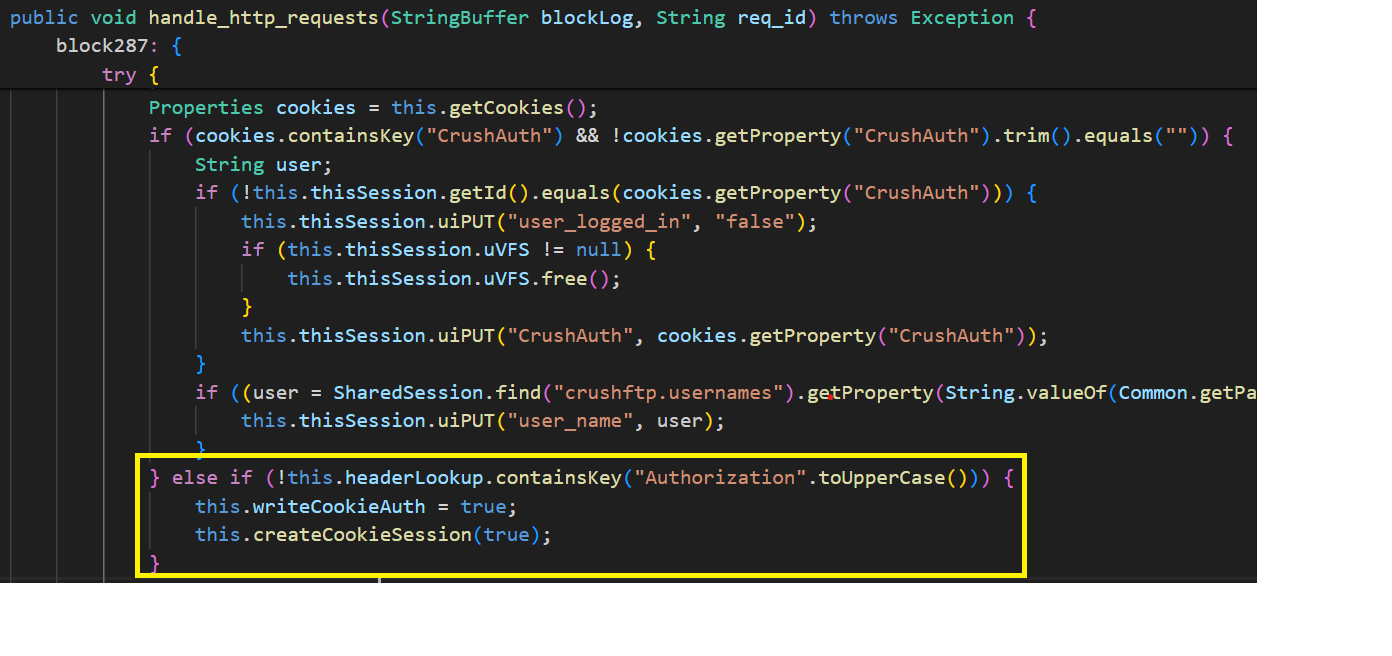 public void handle_http_requests(StringBuffer blockLog, String req_id) throws Exception {
block287: {
try {
Properties cookies = this.getCookies();
if (cookies.containsKey("CrushAuth") && !cookies.getProperty("CrushAuth").trim().equals("")) {
String user;
if (!this.thisSession.getId().equals(cookies.getProperty("CrushAuth"))) {
this.thisSession.uiPUT("user_logged_in", "false");
if (this.thisSession.uVFS != null) {
this.thisSession.uVFS.free();
}
this.thisSession.uiPUT("CrushAuth", cookies.getProperty("CrushAuth"));
}
if ((user = SharedSession.find("crushftp.usernames").getProperty(String.valueOf(Common.getPa
this.thisSession.uiPUT("user_name", user);
}
} else if (!this.headerLookup.containsKey("Authorization".toUpperCase())) {
this.writeCookieAuth = true;
this.createCookieSession(true);
}